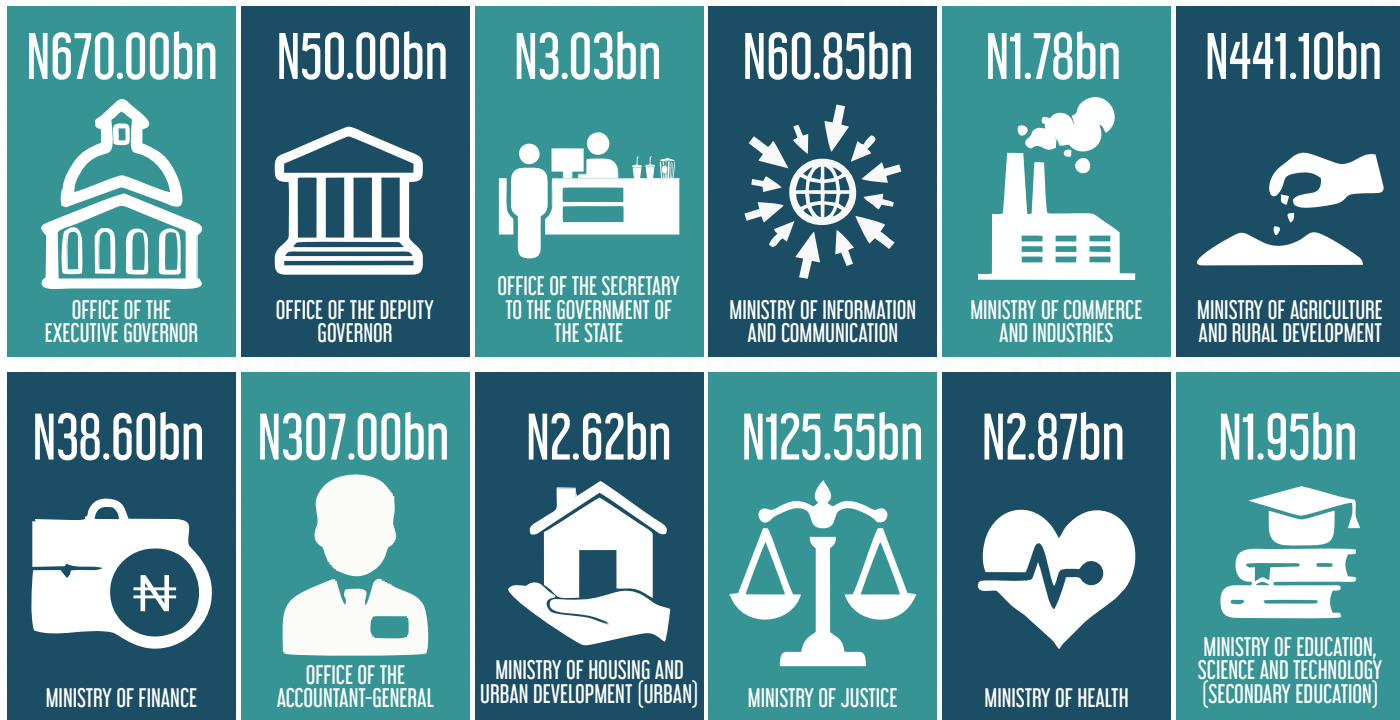 N670.00bn
OFFICE OF THE
EXECUTIVE GOVERNOR
N50.00bn
OFFICE OF THE DEPUTY
GOVERNOR
N3.03bn
OFFICE OF THE SECRETARY
TO THE GOVERNMENT OF
THE STATE
N60.85bn
MINISTRY OF INFORMATION
AND COMMUNICATION
N1.78bn
MINISTRY OF COMMERCE
AND INDUSTRIES
N441.10bn
MINISTRY OF AGRICULTURE
AND RURAL DEVELOPMENT
N38.60bn
₦
MINISTRY OF FINANCE
N307.00bn
OFFICE OF THE
ACCOUNTANT-GENERAL
N2.62bn
MINISTRY OF HOUSING AND
URBAN DEVELOPMENT (URBAN)
N125.55bn
MINISTRY OF JUSTICE
N2.87bn
MINISTRY OF HEALTH
N1.95bn
MINISTRY OF EDUCATION,
SCIENCE AND TECHNOLOGY
(SECONDARY EDUCATION)